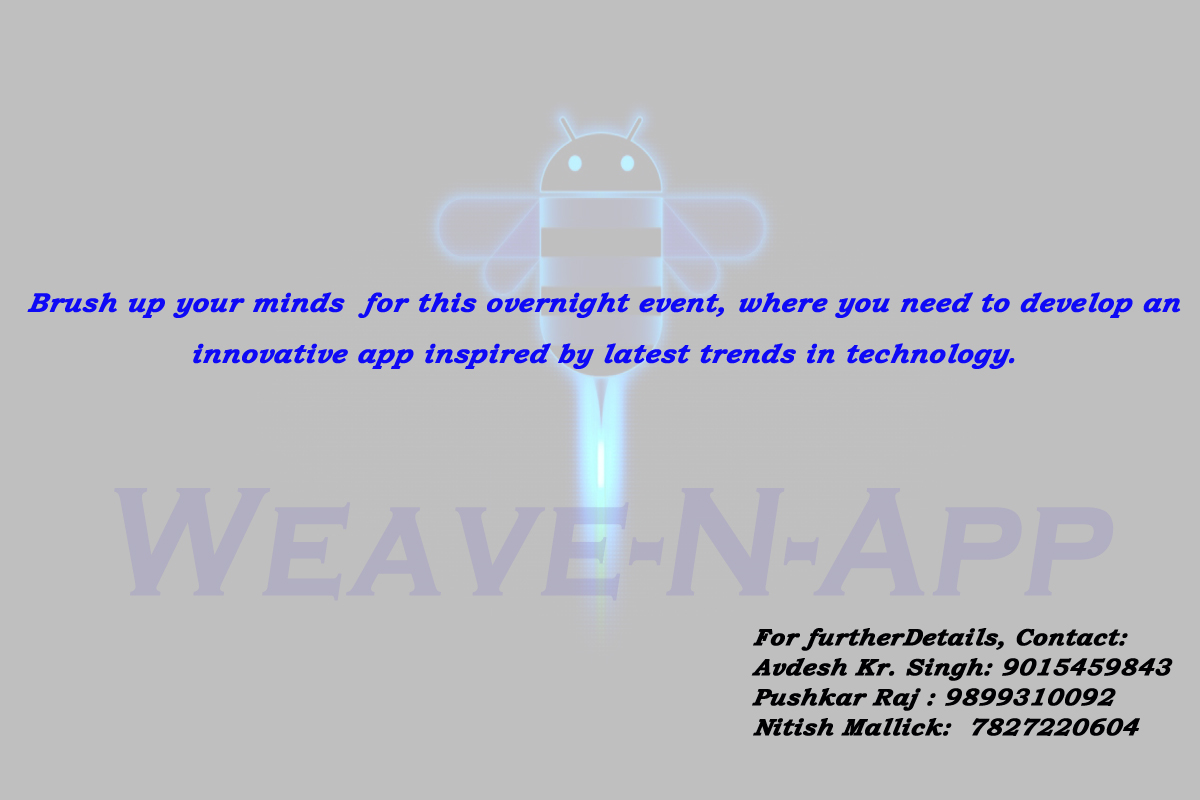 Brush up your minds for this overnight event, where you need to develop an
innovative app inspired by latest trends in technology.
Weave-N-App
For furtherDetails, Contact:
Avdesh Kr. Singh: 9015459843
Pushkar Raj : 9899310092
Nitish Mallick: 7827220604